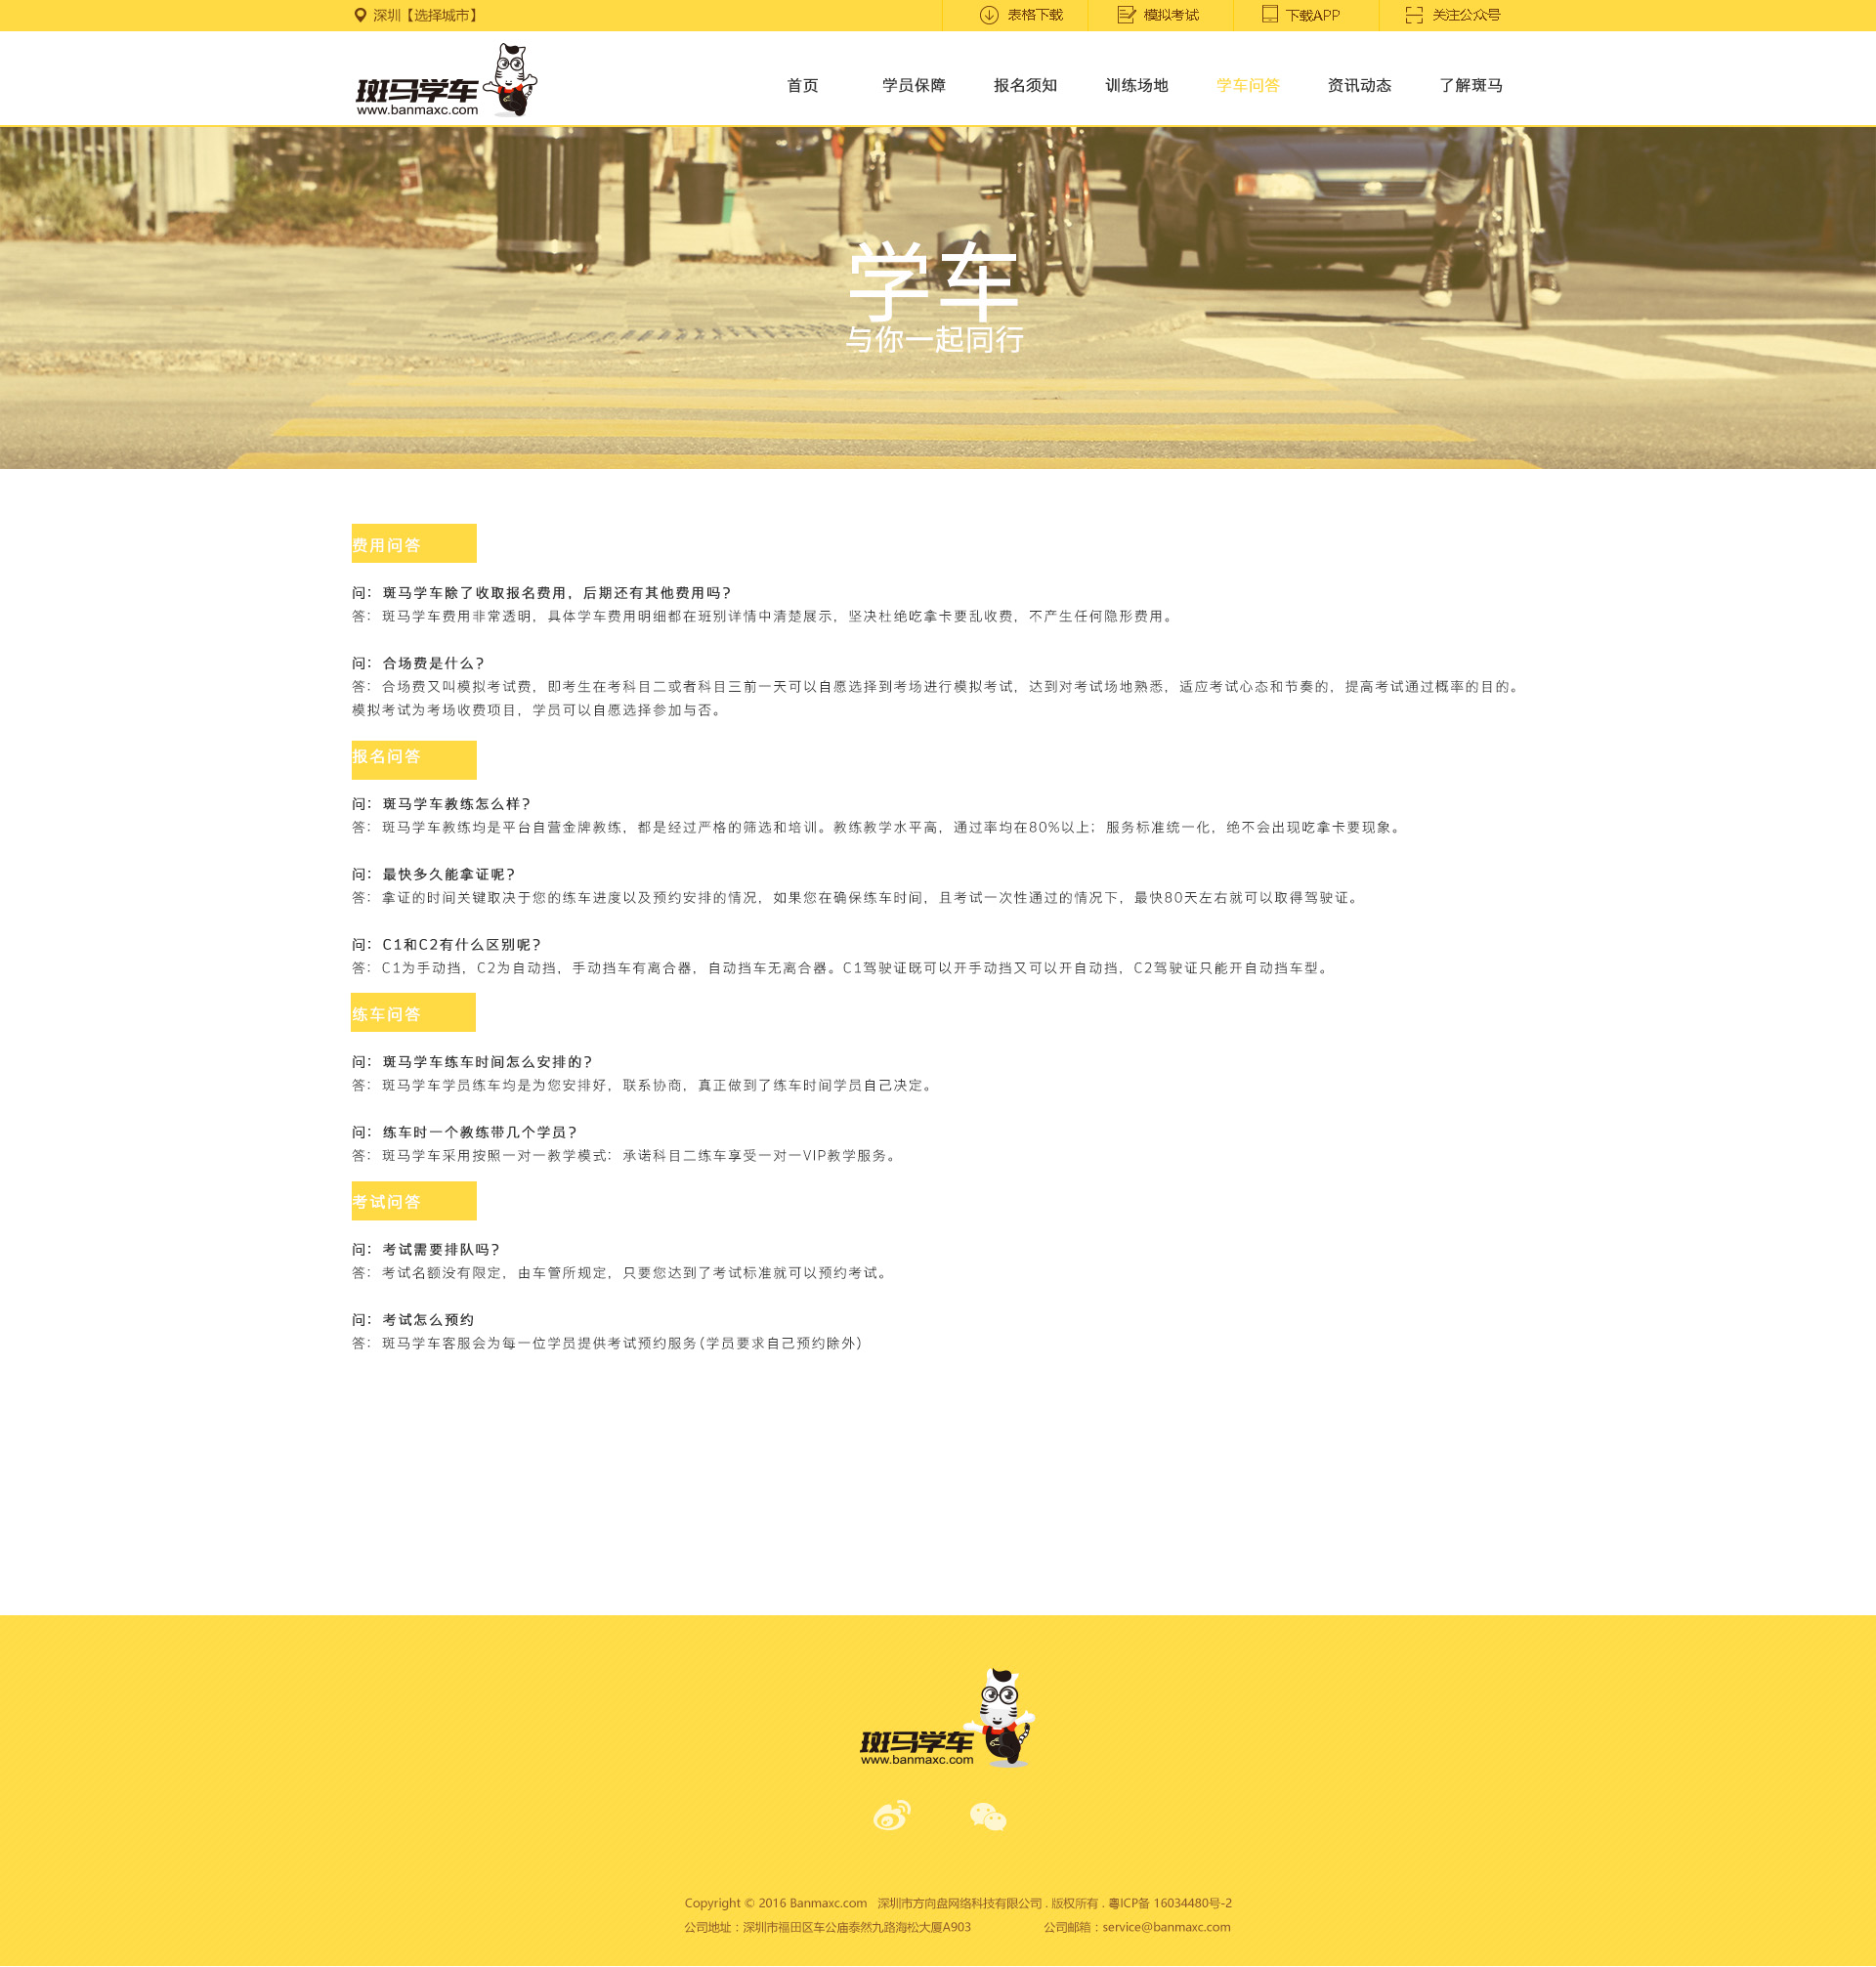 深圳【选择城市】
表格下载
模拟考试
下载APP
关注公众号
斑马学车
www.banmaxc.com
首页
学员保障
报名须知
训练场地
学车问答
资讯动态
了解斑马
学车
与你一起同行
费用问答
问：斑马学车除了收取报名费用，后期还有其他费用吗？
答：斑马学车费用非常透明，具体学车费用明细都在班别详情中清楚展示，坚决杜绝吃拿卡要乱收费，不产生任何隐形费用。
问：合场费是什么？
答：合场费又叫模拟考试费，即考生在考科目二或者科目三前一天可以自愿选择到考场进行模拟考试，达到对考试场地熟悉，适应考试心态和节奏的，提高考试通过概率的目的。
模拟考试为考场收费项目，学员可以自愿选择参加与否。
报名问答
问：斑马学车教练怎么样？
答：斑马学车教练均是平台自营金牌教练，都是经过严格的筛选和培训。教练教学水平高，通过率均在80%以上；服务标准统一化，绝不会出现吃拿卡要现象。
问：最快多久能拿证呢？
答：拿证的时间关键取决于您的练车进度以及预约安排的情况，如果您在确保练车时间，且考试一次性通过的情况下，最快80天左右就可以取得驾驶证。
问：C1和C2有什么区别呢？
答：C1为手动挡，C2为自动挡，手动挡车有离合器，自动挡车无离合器。C1驾驶证既可以开手动挡又可以开自动挡，C2驾驶证只能开自动挡车型。
练车问答
问：斑马学车练车时间怎么安排的？
答：斑马学车学员练车均是为您安排好，联系协商，真正做到了练车时间学员自己决定。
问：练车时一个教练带几个学员？
答：斑马学车采用按照一对一教学模式：承诺科目二练车享受一对一VIP教学服务。
考试问答
问：考试需要排队吗？
答：考试名额没有限定，由车管所规定，只要您达到了考试标准就可以预约考试。
问：考试怎么预约
答：斑马学车客服会为每一位学员提供考试预约服务(学员要求自己预约除外)
斑马学车
www.banmaxc.com
Copyright © 2016 Banmaxc.com 深圳市方向盘网络科技有限公司 . 版权所有 . 粤ICP备 16034480号-2
公司地址：深圳市福田区车公庙泰然九路海松大厦A903 公司邮箱：service@banmaxc.com